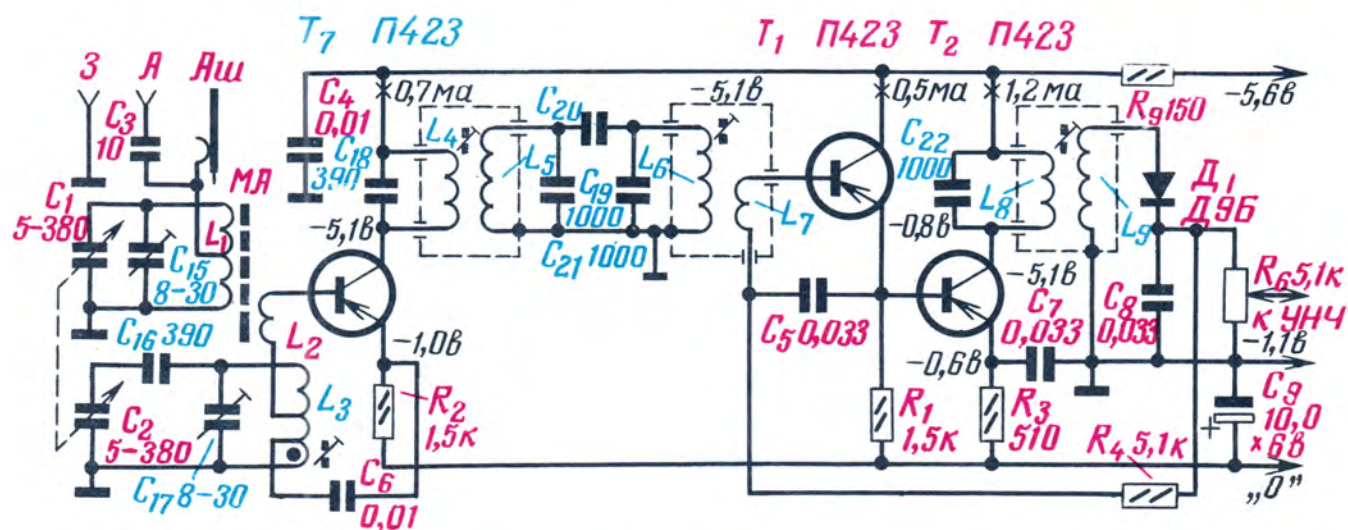 T7 П423
T1 П423
T2 П423
З
А
Аш
C3
10
C4
0,01
C18
390
0,7ма
L4
L5
C20
-5,1в
L6
C19
1000
C21 1000
L7
0,5ма
1,2ма
C22
1000
L8
L9
R9 150
-5,6в
Д1
Д9Б
C1
5-380
МА
L1
C15
8-30
-5,1в
-0,8в
-5,1в
R6 5,1к
к УНЧ
-1,1в
C16 390
L2
-1,0в
C5 0,033
C7
0,033
C8
0,033
-0,6в
C2
5-380
L3
R2
1,5к
R1
1,5к
R3
510
C9
10,0
×6в
+
C17 8-30
C6
0,01
R4 5,1к
„0"